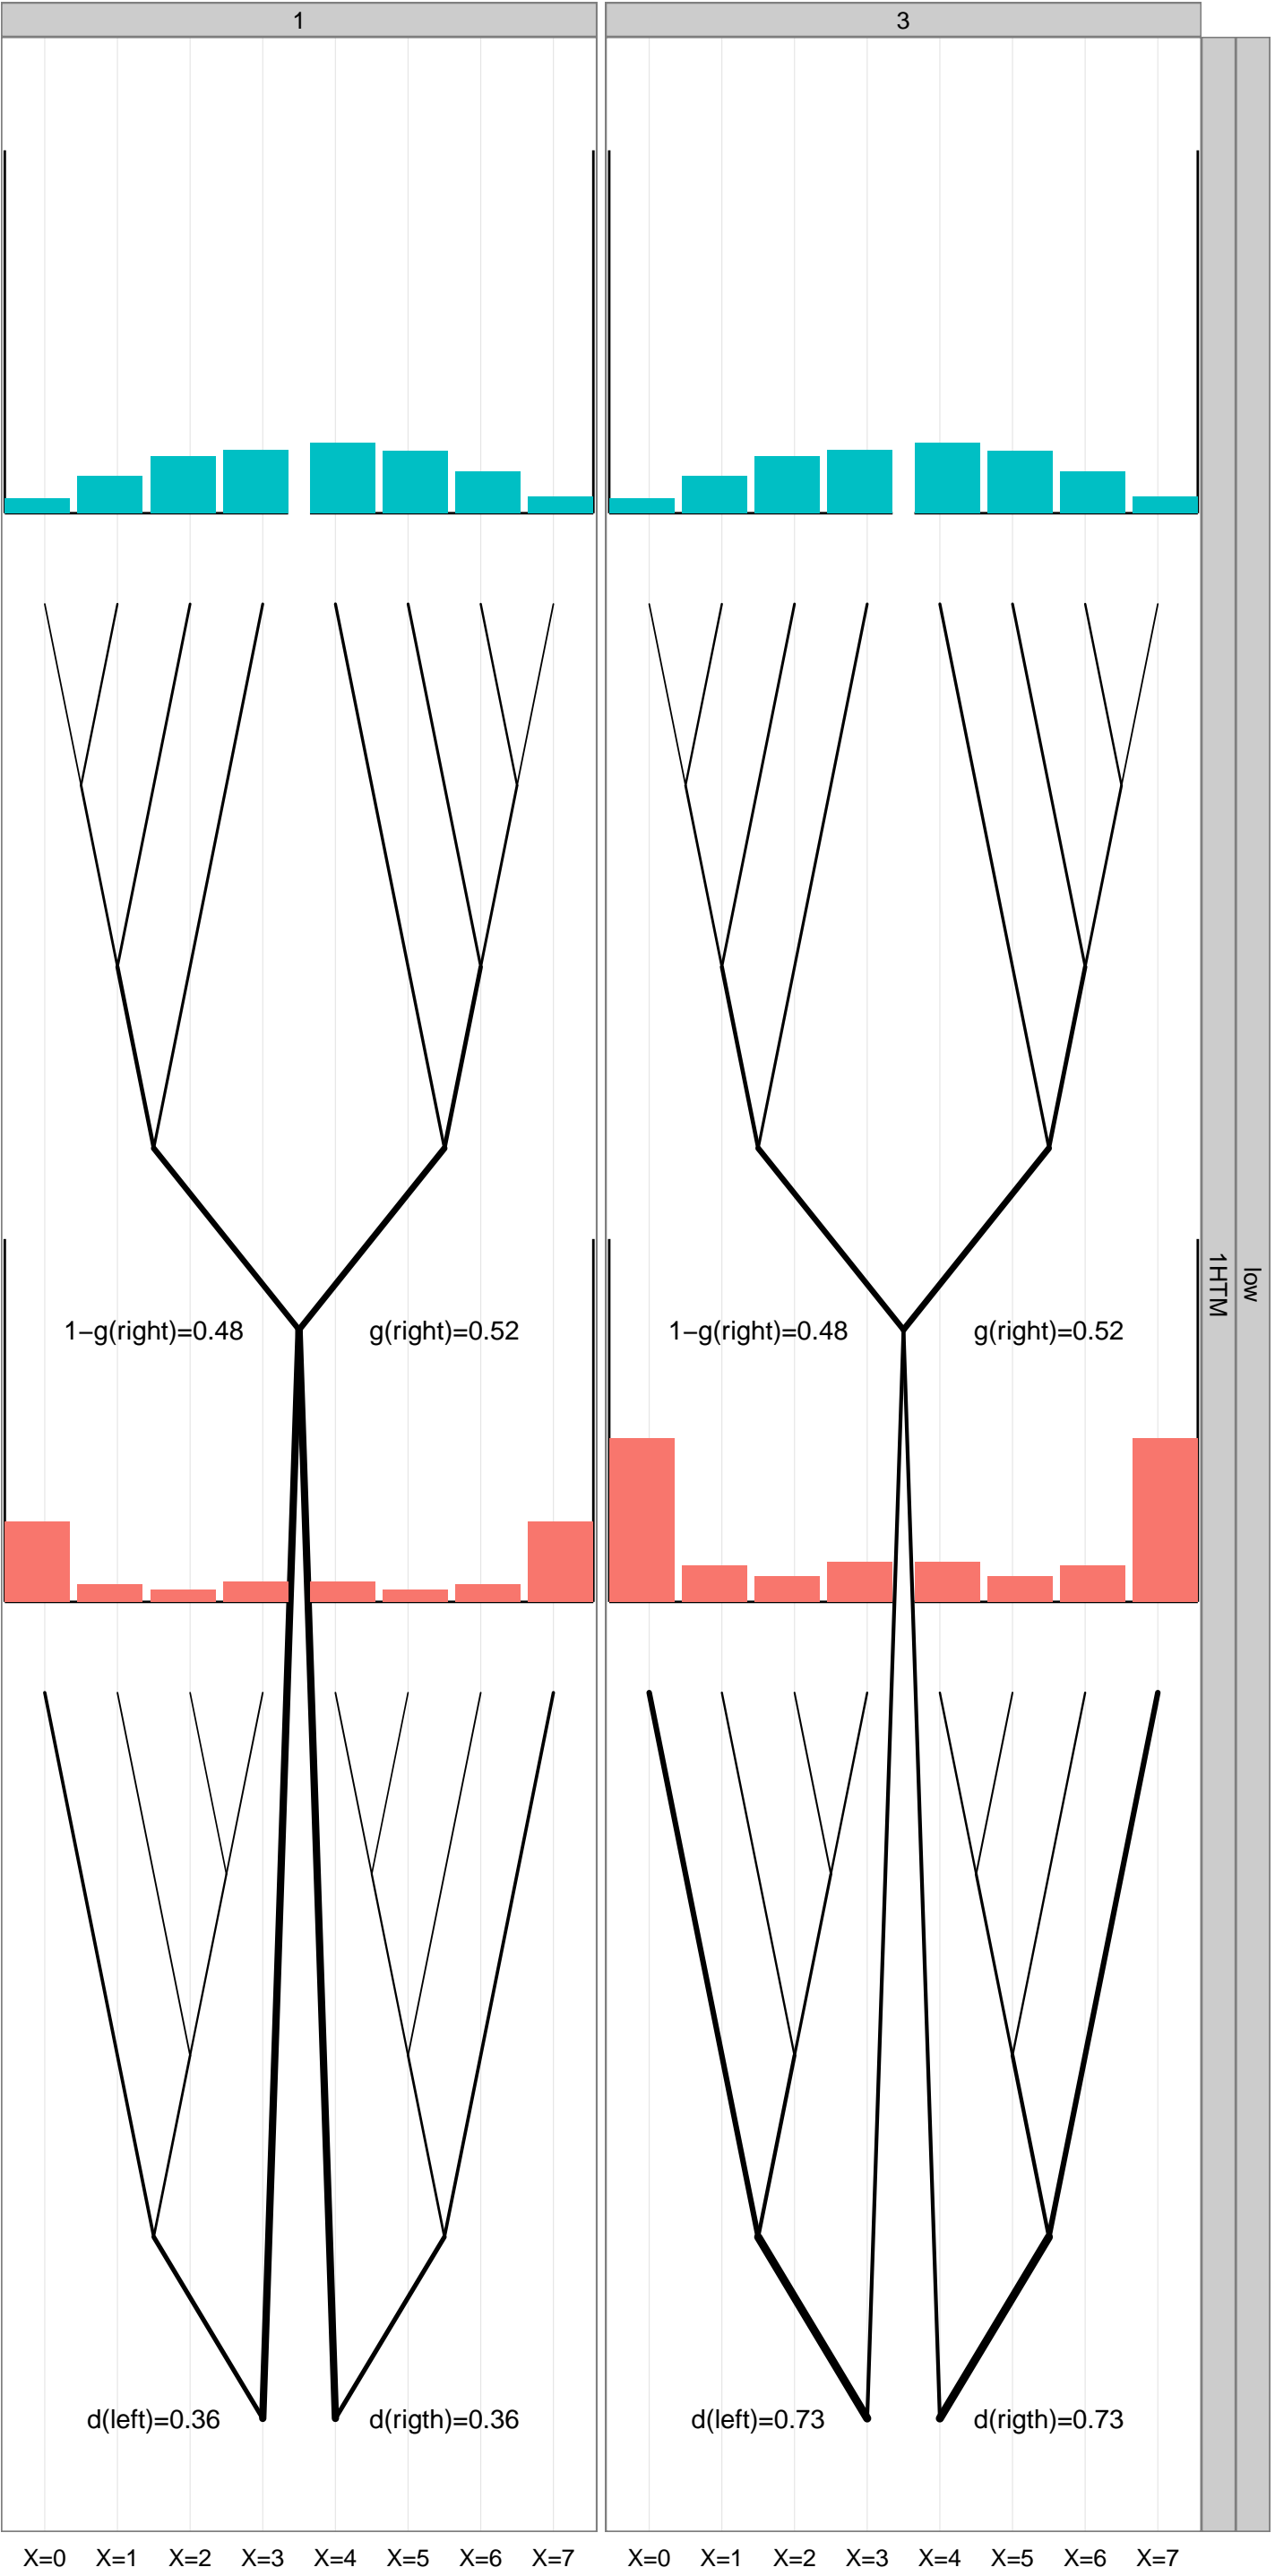 1 3
low
1HTM
1−g(right)=0.48 g(right)=0.52 1−g(right)=0.48 g(right)=0.52
d(left)=0.36 d(rigth)=0.36 d(left)=0.73 d(rigth)=0.73
X=0 X=1 X=2 X=3 X=4 X=5 X=6 X=7 X=0 X=1 X=2 X=3 X=4 X=5 X=6 X=7